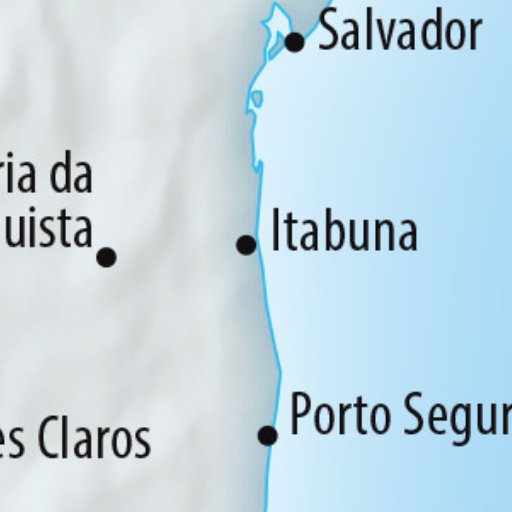 Salvador
ria da
uista
Itabuna
Porto Segur
es Claros